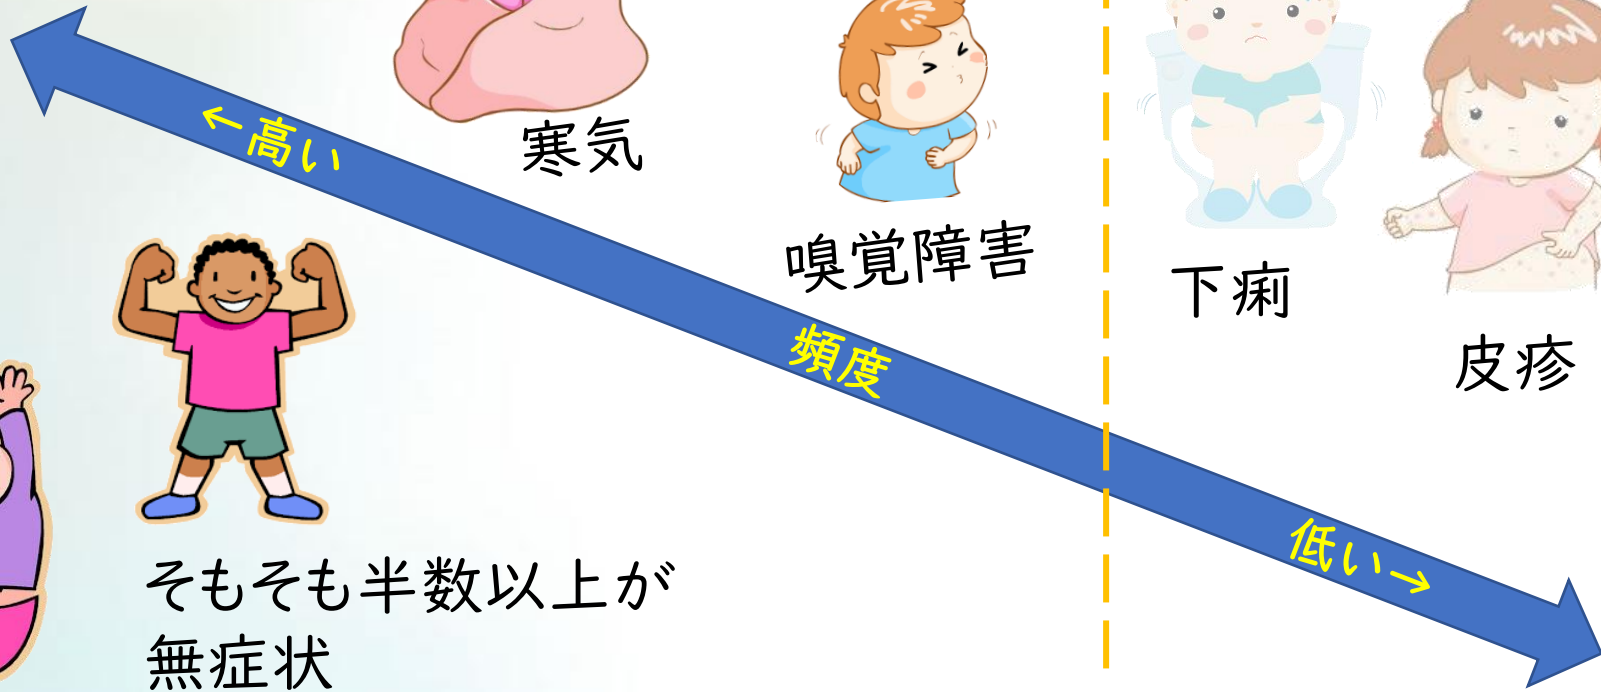 ←高い
寒気
嗅覚障害
下痢
皮疹
頻度
低い→
そもそも半数以上が
無症状